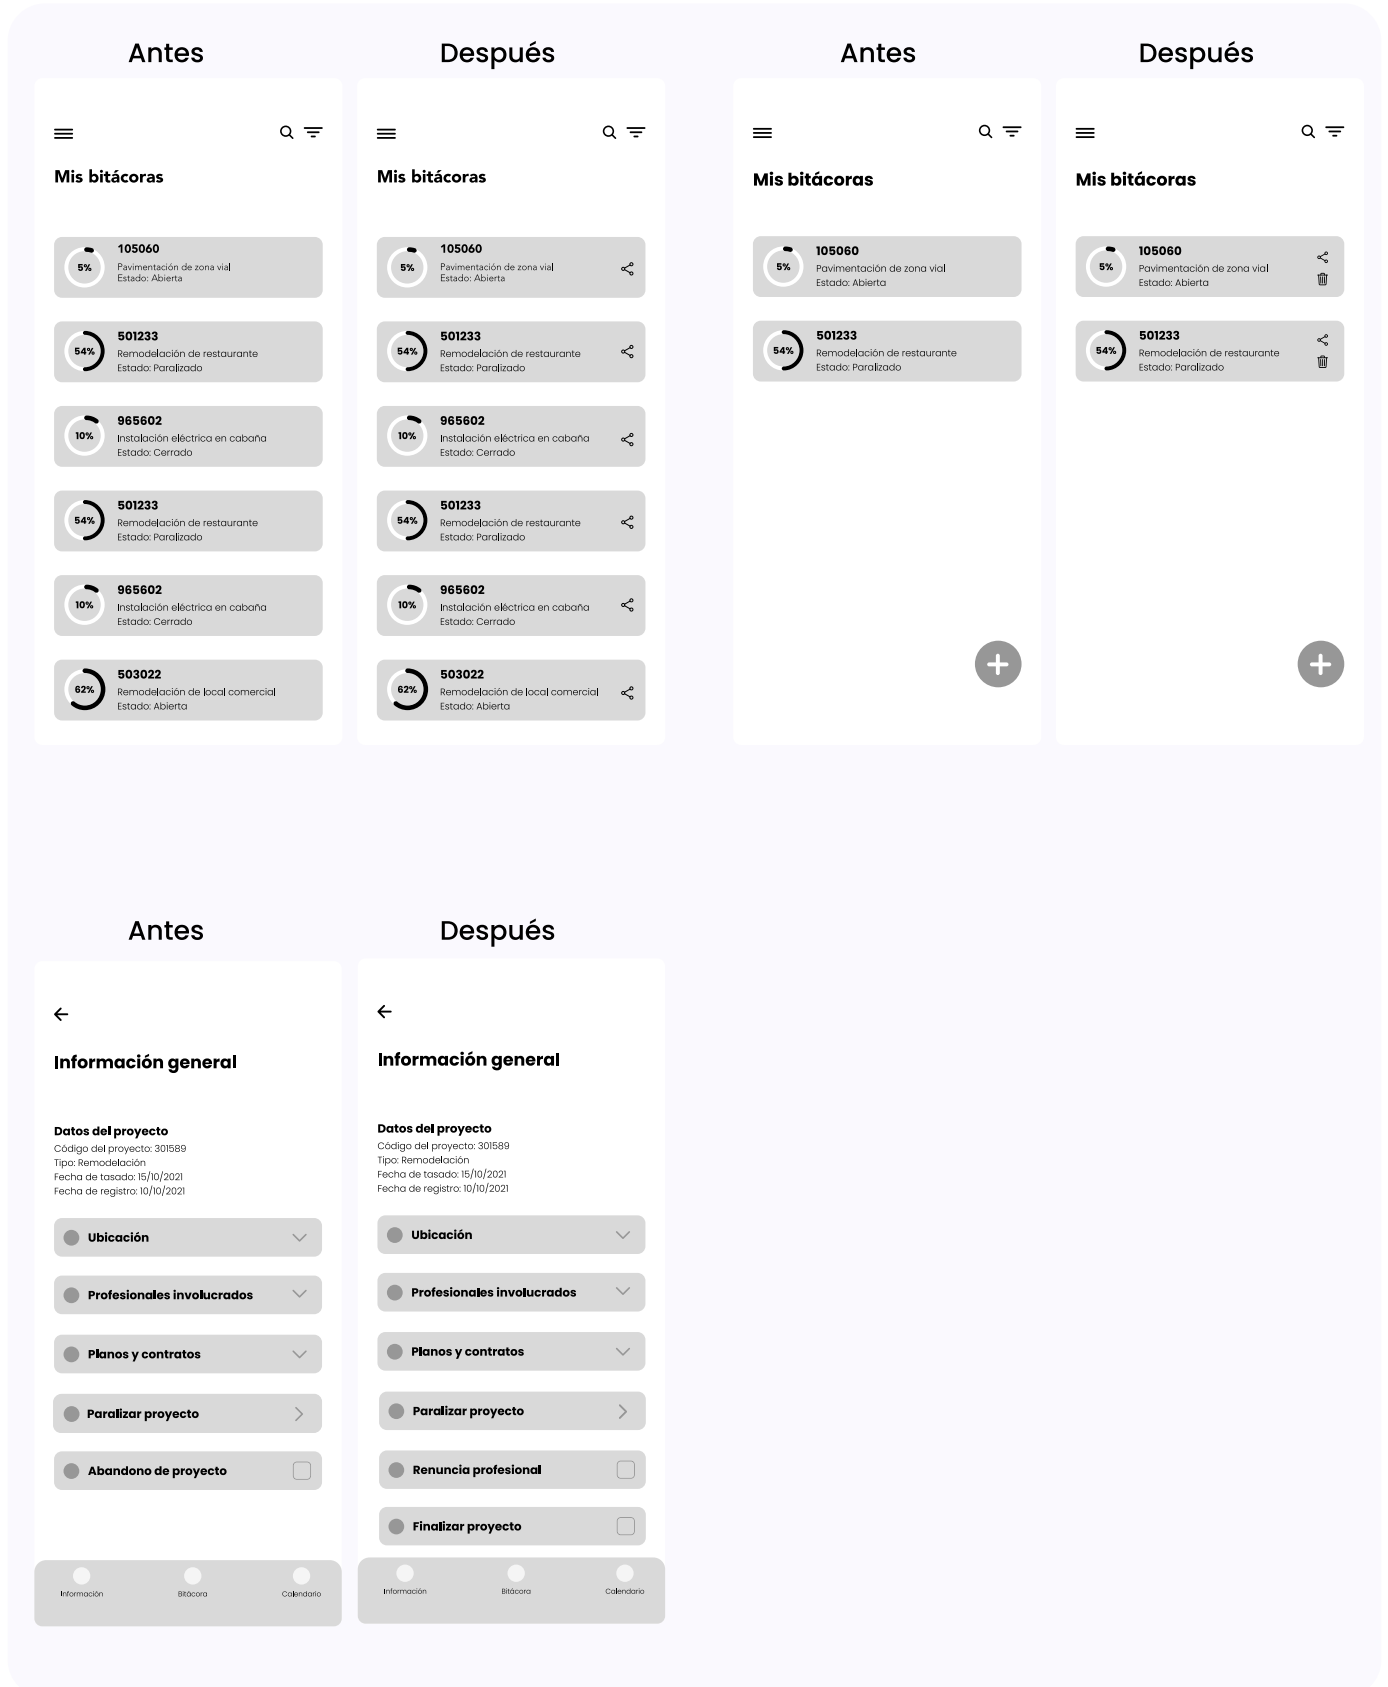 Antes
Mis bitácoras
5%
105060
Pavimentación de zona vial
Estado: Abierta
54%
501233
Remodelación de restaurante
Estado: Paralizado
10%
965602
Instalación eléctrica en cabaña
Estado: Cerrado
54%
501233
Remodelación de restaurante
Estado: Paralizado
10%
965602
Instalación eléctrica en cabaña
Estado: Cerrado
62%
503022
Remodelación de local comercial
Estado: Abierta
Después
Mis bitácoras
5%
105060
Pavimentación de zona vial
Estado: Abierta
54%
501233
Remodelación de restaurante
Estado: Paralizado
10%
965602
Instalación eléctrica en cabaña
Estado: Cerrado
54%
501233
Remodelación de restaurante
Estado: Paralizado
10%
965602
Instalación eléctrica en cabaña
Estado: Cerrado
62%
503022
Remodelación de local comercial
Estado: Abierta
Antes
Mis bitácoras
5%
105060
Pavimentación de zona vial
Estado: Abierta
54%
501233
Remodelación de restaurante
Estado: Paralizado
Después
Mis bitácoras
5%
105060
Pavimentación de zona vial
Estado: Abierta
54%
501233
Remodelación de restaurante
Estado: Paralizado
Antes
Información general
Datos del proyecto
Código del proyecto: 301589
Tipo: Remodelación
Fecha de tasado: 15/10/2021
Fecha de registro: 10/10/2021
Ubicación
Profesionales involucrados
Planos y contratos
Paralizar proyecto
Abandono de proyecto
Información
Bitácora
Calendario
Después
Información general
Datos del proyecto
Código del proyecto: 301589
Tipo: Remodelación
Fecha de tasado: 15/10/2021
Fecha de registro: 10/10/2021
Ubicación
Profesionales involucrados
Planos y contratos
Paralizar proyecto
Renuncia profesional
Finalizar proyecto
Información
Bitácora
Calendario